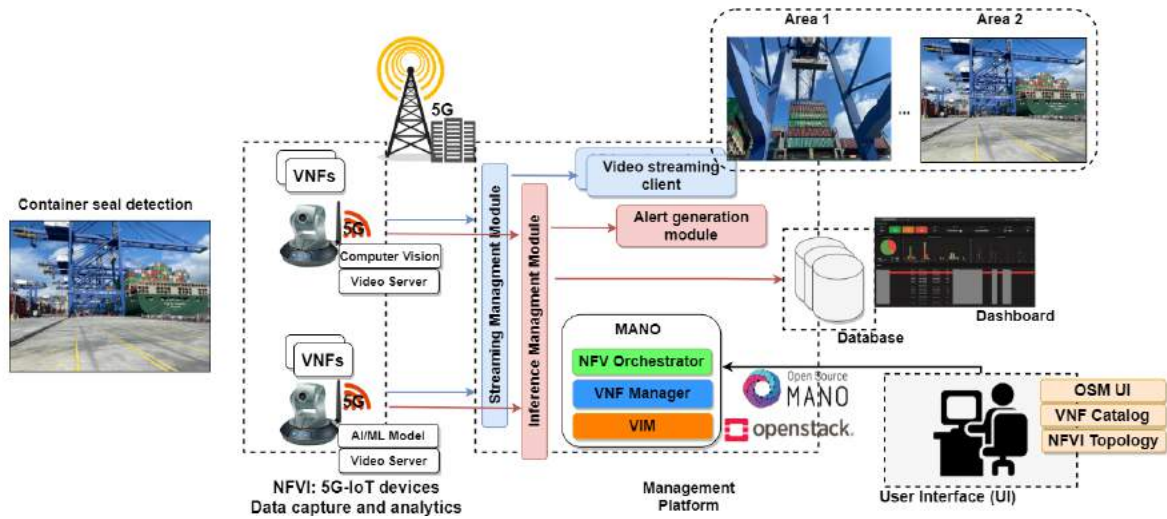 Area 1
Area 2
...
5G
VNFs
Video streaming
client
Container seal detection
5G
Computer Vision
Video Server
Streaming Managment Module
Inference Managment Module
Alert generation
module
Dashboard
Database
VNFs
5G
AI/ML Model
Video Server
MANO
NFV Orchestrator
VNF Manager
VIM
Open Source
MANO
openstack.
OSM UI
VNF Catalog
NFVI Topology
User Interface (UI)
NFVI: 5G-IoT devices
Data capture and analytics
Management
Platform